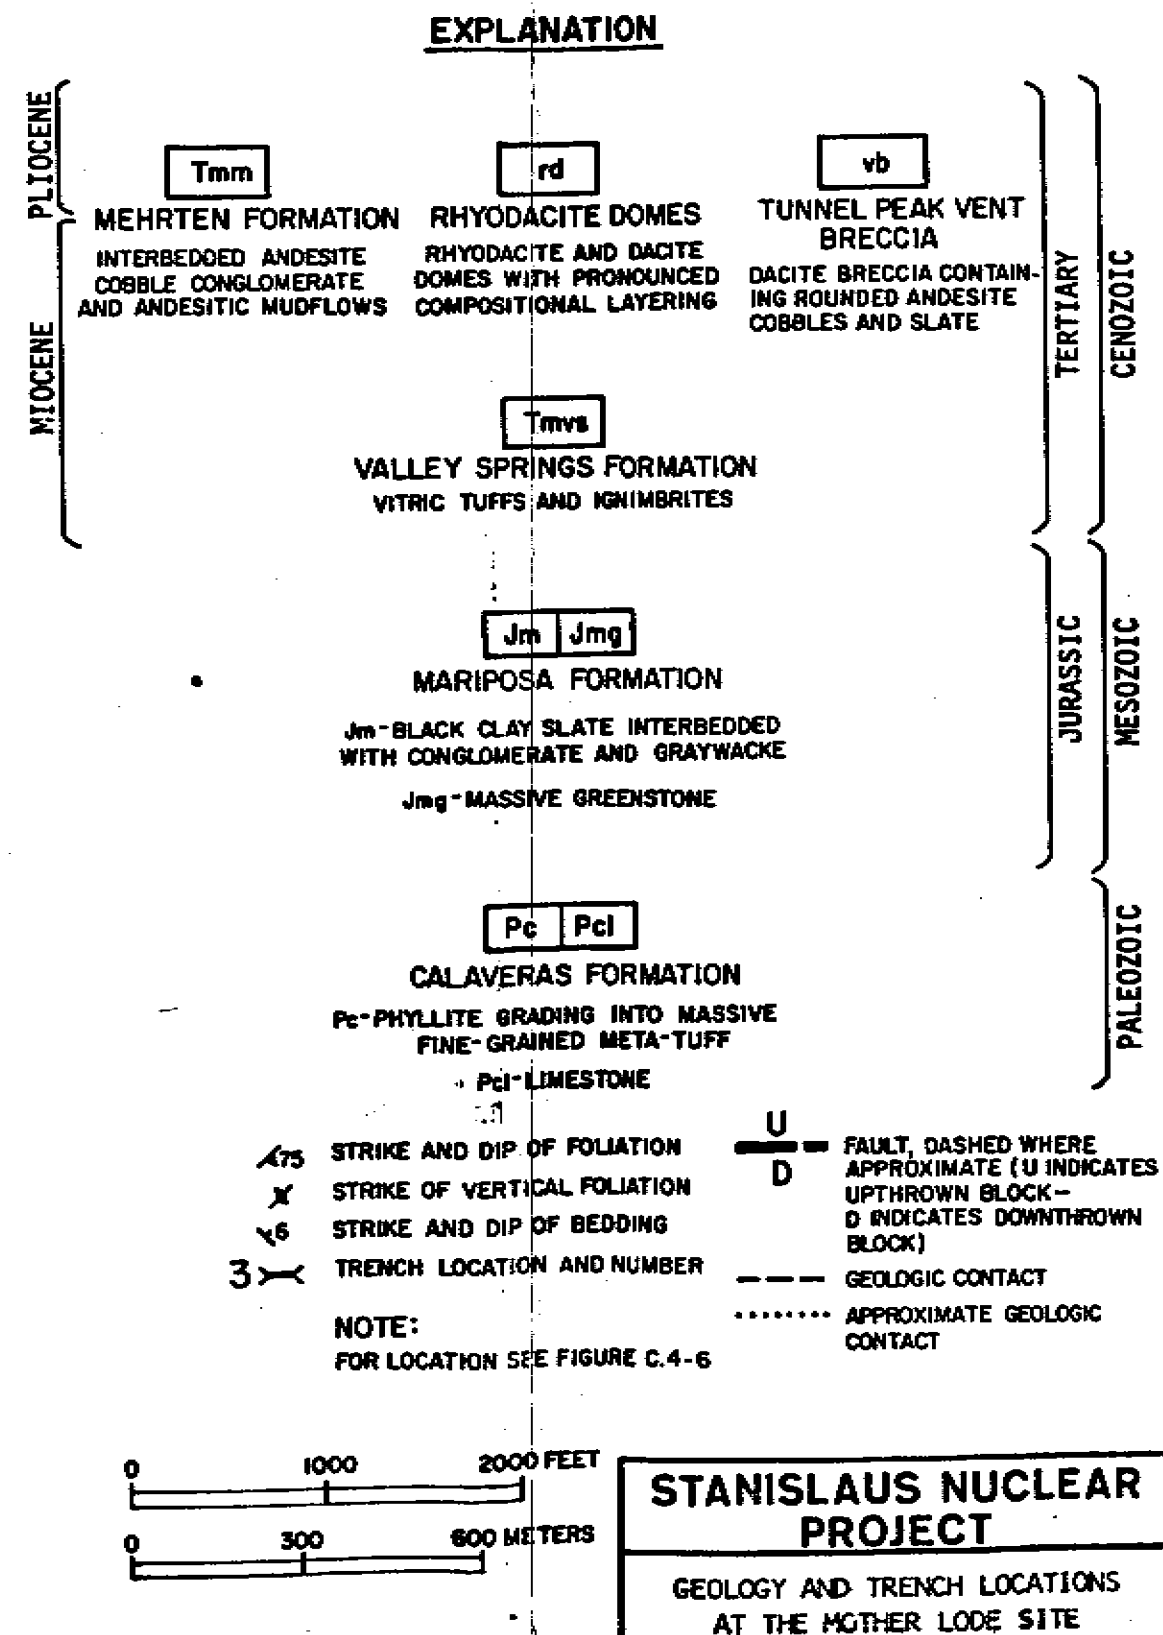 EXPLANATION
PLIOCENE
MIOCENE
Tmm
MEHRTEN FORMATION
INTERBEDDED ANDESITE
COBBLE CONGLOMERATE
AND ANDESITIC MUDFLOWS
rd
RHYODACITE DOMES
RHYODACITE AND DACITE
DOMES WITH PRONOUNCED
COMPOSITIONAL LAYERING
vb
TUNNEL PEAK VENT
BRECCIA
DACITE BRECCIA CONTAIN-
ING ROUNDED ANDESITE
COBBLES AND SLATE
TERTIARY
CENOZOIC
Tmvs
VALLEY SPRINGS FORMATION
VITRIC TUFFS AND IGNIMBRITES
Jm Jmg
MARIPOSA FORMATION
Jm-BLACK CLAY SLATE INTERBEDDED
WITH CONGLOMERATE AND GRAYWACKE
Jmg-MASSIVE GREENSTONE
JURASSIC
MESOZOIC
Pc Pcl
CALAVERAS FORMATION
Pc-PHYLLITE GRADING INTO MASSIVE
FINE-GRAINED META-TUFF
Pcl-LIMESTONE
PALEOZOIC
75 STRIKE AND DIP OF FOLIATION
STRIKE OF VERTICAL FOLIATION
6 STRIKE AND DIP OF BEDDING
3 TRENCH LOCATION AND NUMBER
U
D
FAULT, DASHED WHERE
APPROXIMATE (U INDICATES
UPTHROWN BLOCK-
D INDICATES DOWNTHROWN
BLOCK)
GEOLOGIC CONTACT
APPROXIMATE GEOLOGIC
CONTACT
NOTE:
FOR LOCATION SEE FIGURE C.4-6
0 1000 2000 FEET
0 300 600 METERS
STANISLAUS NUCLEAR
PROJECT
GEOLOGY AND TRENCH LOCATIONS
AT THE MOTHER LODE SITE